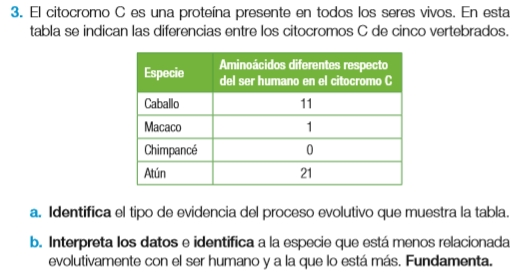 3. El citocromo C es una proteína presente en todos los seres vivos. En esta
tabla se indican las diferencias entre los citocromos C de cinco vertebrados.
Especie
Aminoácidos diferentes respecto
del ser humano en el citocromo C
Caballo 11
Macaco 1
Chimpancé 0
Atún 21
a. Identifica el tipo de evidencia del proceso evolutivo que muestra la tabla.
b. Interpreta los datos e identifica a la especie que está menos relacionada
evolutivamente con el ser humano y a la que lo está más. Fundamenta.